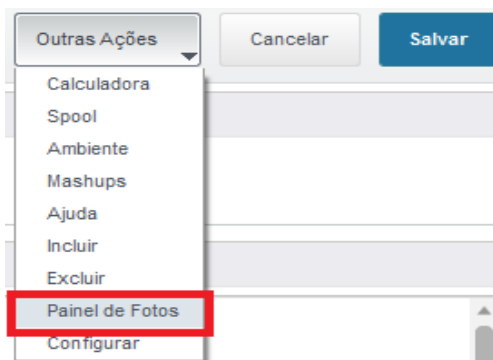 Outras Ações Cancelar Salvar
Calculadora
Spool
Ambiente
Mashups
Ajuda
Incluir
Excluir
Painel de Fotos
Configurar